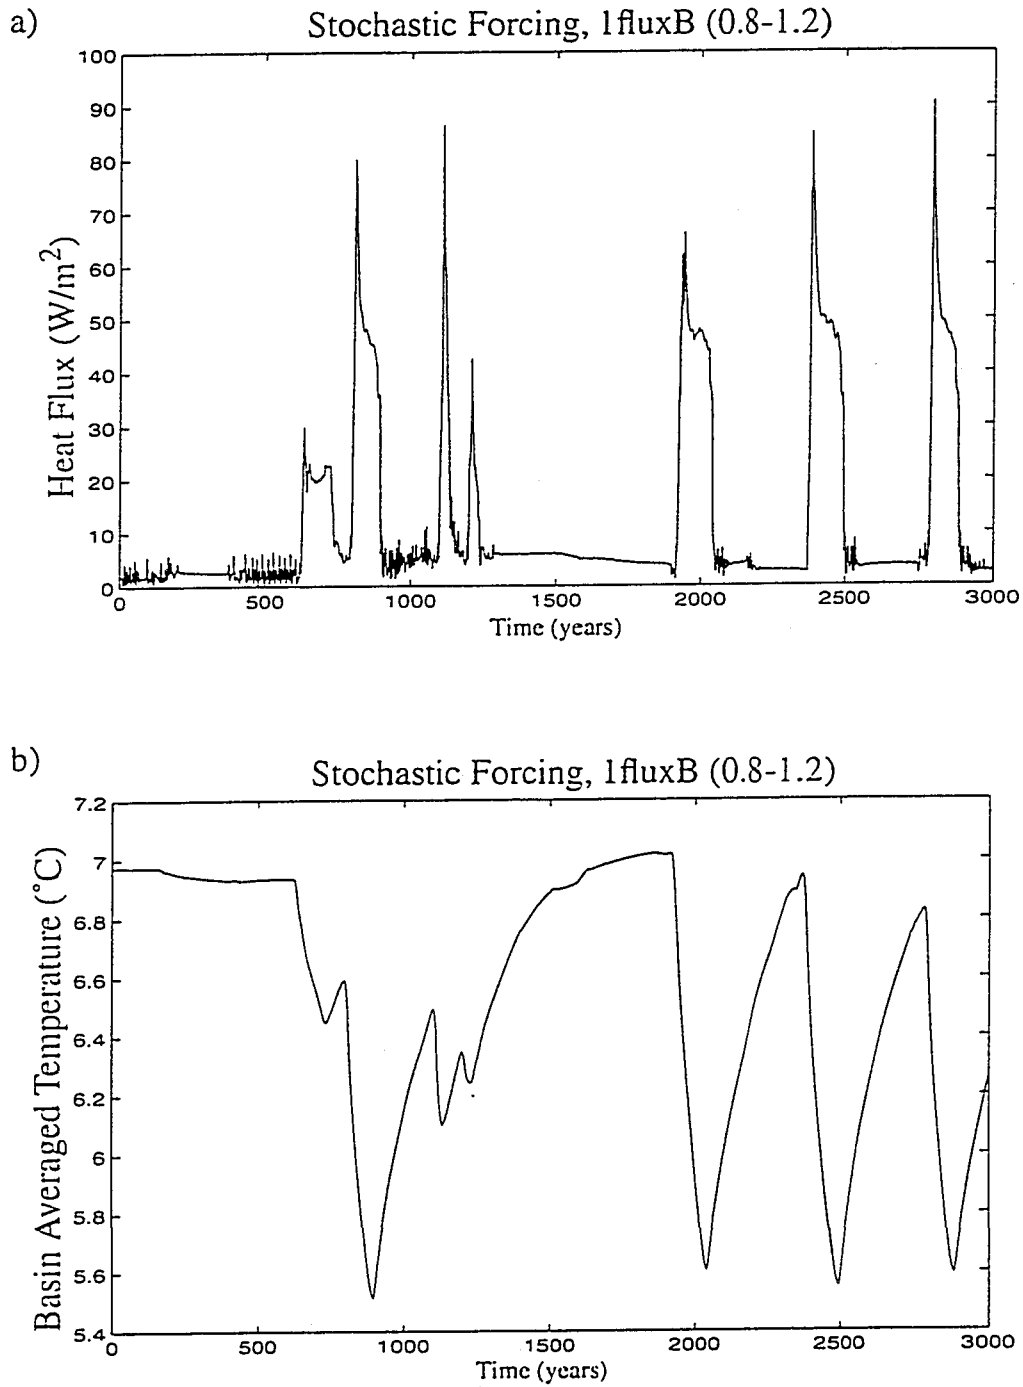 a)
Stochastic Forcing, 1fluxB (0.8-1.2)
100
90
80
70
60
50
40
30
20
10
0
Heat Flux (W/m²)
0 500 1000 1500 2000 2500 3000
Time (years)
b)
Stochastic Forcing, 1fluxB (0.8-1.2)
7.2
7
6.8
6.6
6.4
6.2
6
5.8
5.6
5.4
Basin Averaged Temperature (°C)
0 500 1000 1500 2000 2500 3000
Time (years)